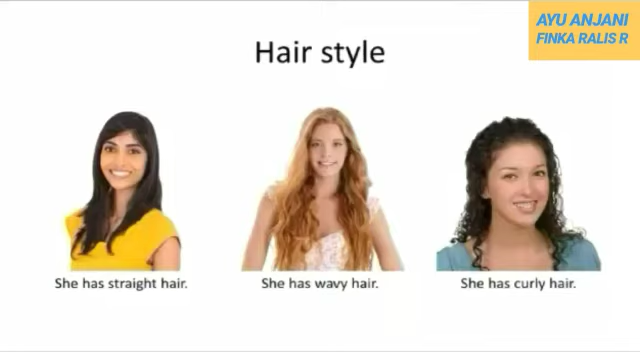 AYU ANJANI
FINKA RALIS R
Hair style
She has straight hair.
She has wavy hair.
She has curly hair.